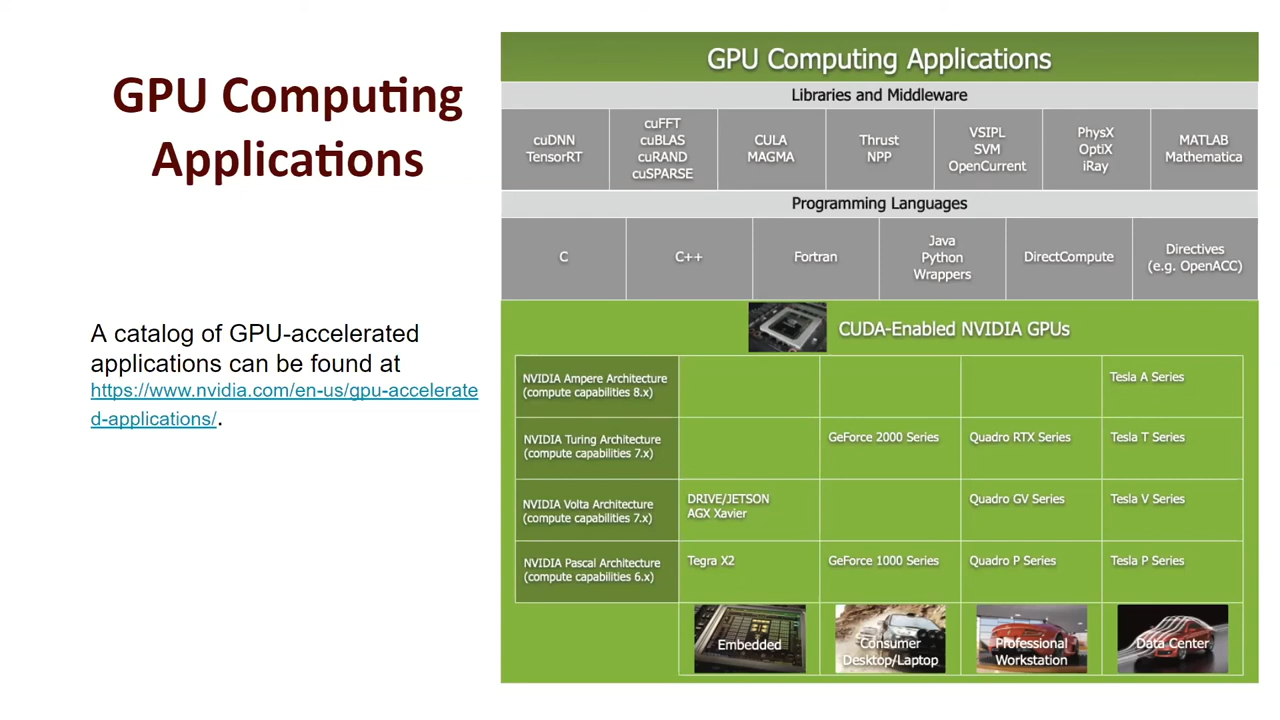 GPU Computing
Applications
A catalog of GPU-accelerated
applications can be found at
https://www.nvidia.com/en-us/gpu-accelerate
d-applications/.
GPU Computing Applications
Libraries and Middleware
cuDNN
TensorRT
cuFFT
cuBLAS
cuRAND
cuSPARSE
CULA
MAGMA
Thrust
NPP
VSIPL
SVM
OpenCurrent
PhysX
OptiX
iRay
MATLAB
Mathematica
Programming Languages
C
C++
Fortran
Java
Python
Wrappers
DirectCompute
Directives
(e.g. OpenACC)
CUDA-Enabled NVIDIA GPUs
NVIDIA Ampere Architecture
(compute capabilities 8.x)
Tesla A Series
NVIDIA Turing Architecture
(compute capabilities 7.x)
GeForce 2000 Series
Quadro RTX Series
Tesla T Series
NVIDIA Volta Architecture
(compute capabilities 7.x)
DRIVE/JETSON
AGX Xavier
Quadro GV Series
Tesla V Series
NVIDIA Pascal Architecture
(compute capabilities 6.x)
Tegra X2
GeForce 1000 Series
Quadro P Series
Tesla P Series
Embedded
Consumer
Desktop/Laptop
Professional
Workstation
Data Center